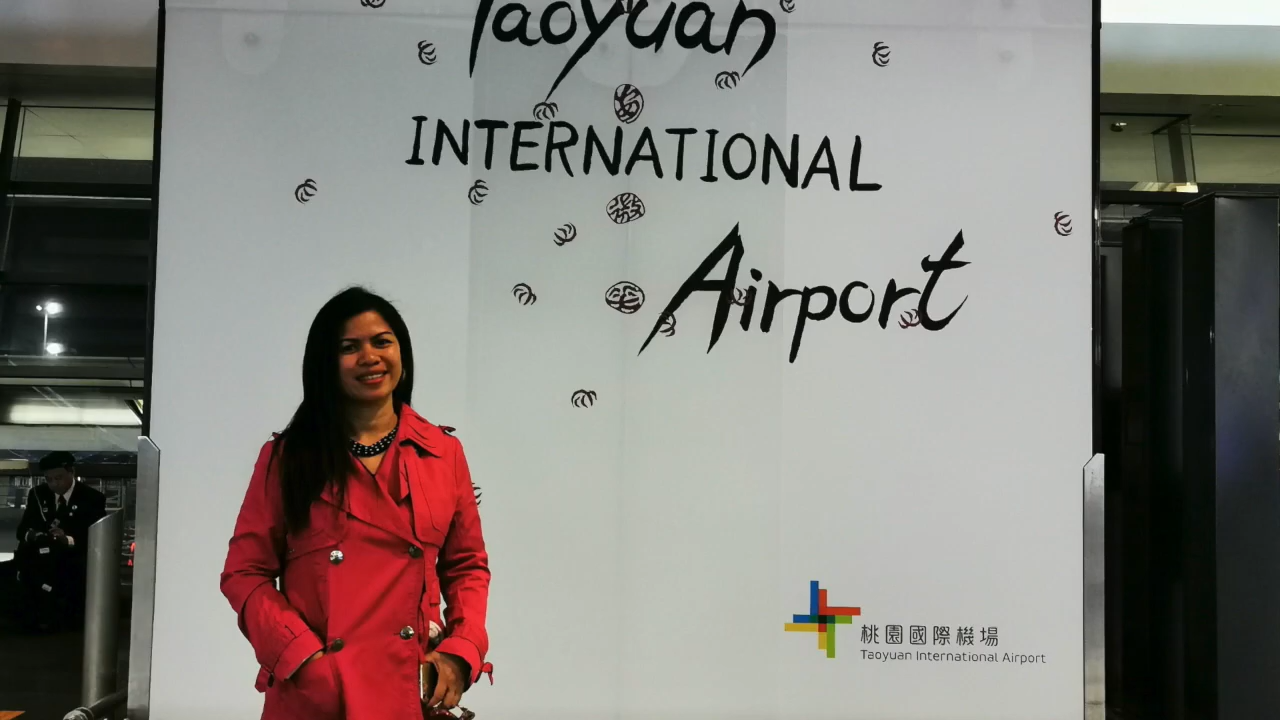 Taoyuan
INTERNATIONAL
Airport
桃園國際機場
Taoyuan International Airport